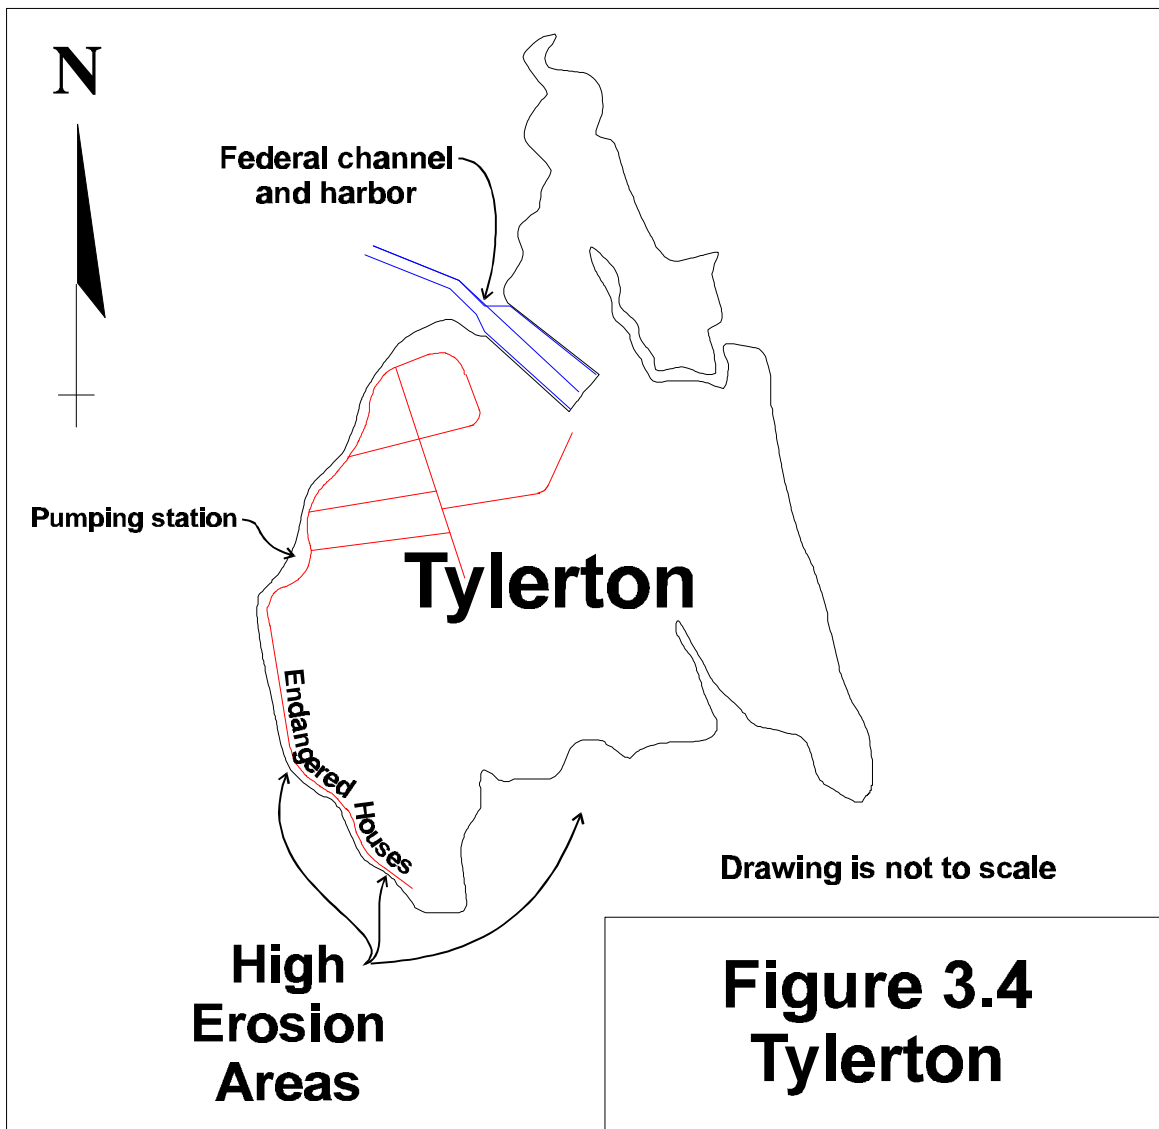 N
Federal channel
and harbor
Pumping station
Tylerton
Endangered Houses
Drawing is not to scale
High
Erosion
Areas
Figure 3.4
Tylerton